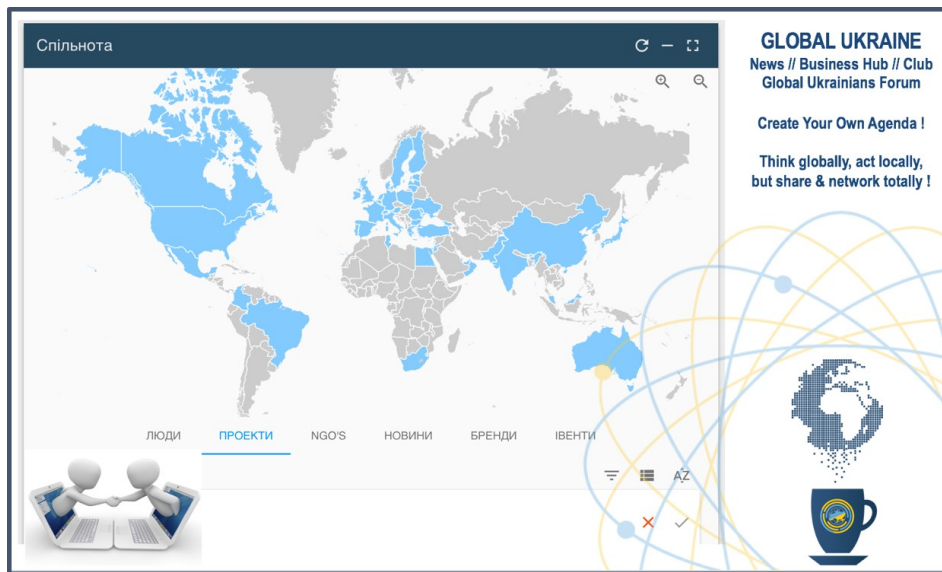 Спільнота
GLOBAL UKRAINE
News // Business Hub // Club
Global Ukrainians Forum
Create Your Own Agenda !
Think globally, act locally,
but share & network totally !
ЛЮДИ
ПРОЕКТИ
NGO'S
НОВИНИ
БРЕНДИ
ІВЕНТИ
AZ